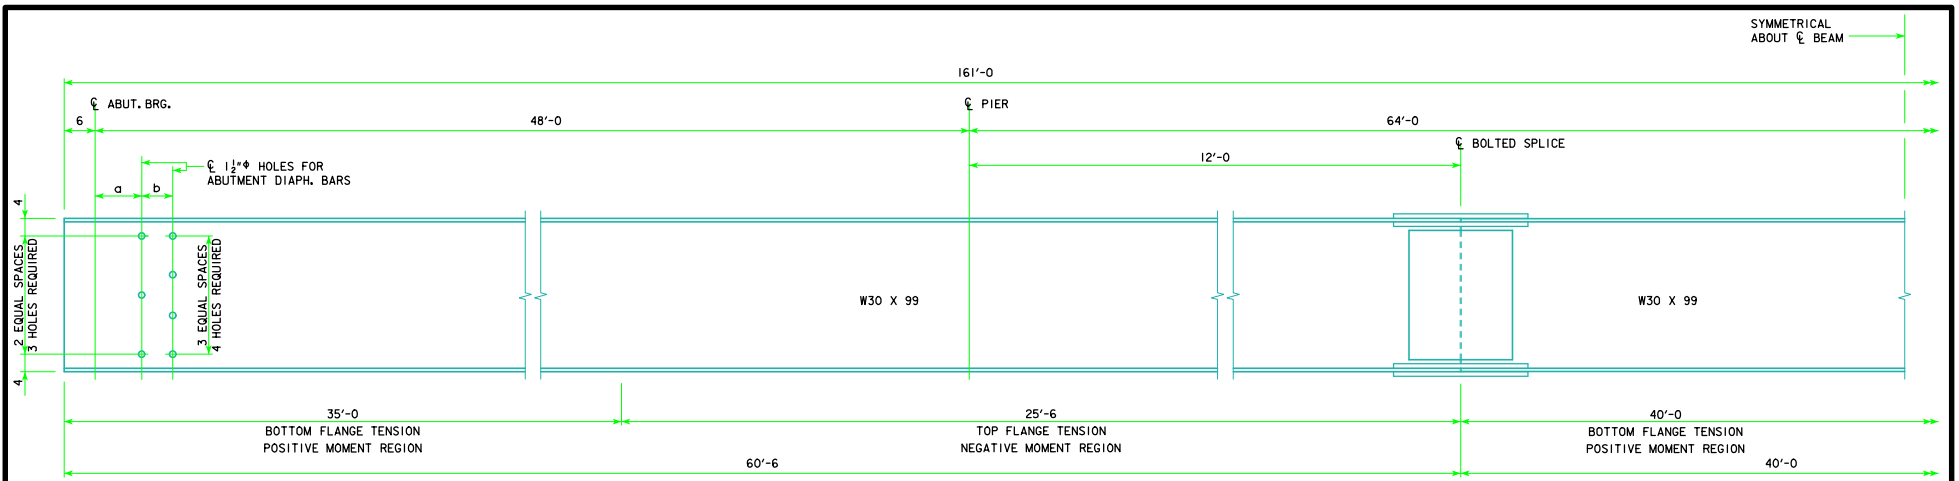 SYMMETRICAL
ABOUT ℄ BEAM
161'-0
℄ ABUT. BRG.
℄ PIER
6
48'-0
64'-0
℄ BOLTED SPLICE
12'-0
℄ 1½"Φ HOLES FOR
ABUTMENT DIAPH. BARS
a
b
4
2 EQUAL SPACES
3 HOLES REQUIRED
3 EQUAL SPACES
4 HOLES REQUIRED
4
W30 X 99
W30 X 99
35'-0
BOTTOM FLANGE TENSION
POSITIVE MOMENT REGION
25'-6
TOP FLANGE TENSION
NEGATIVE MOMENT REGION
40'-0
BOTTOM FLANGE TENSION
POSITIVE MOMENT REGION
60'-6
40'-0